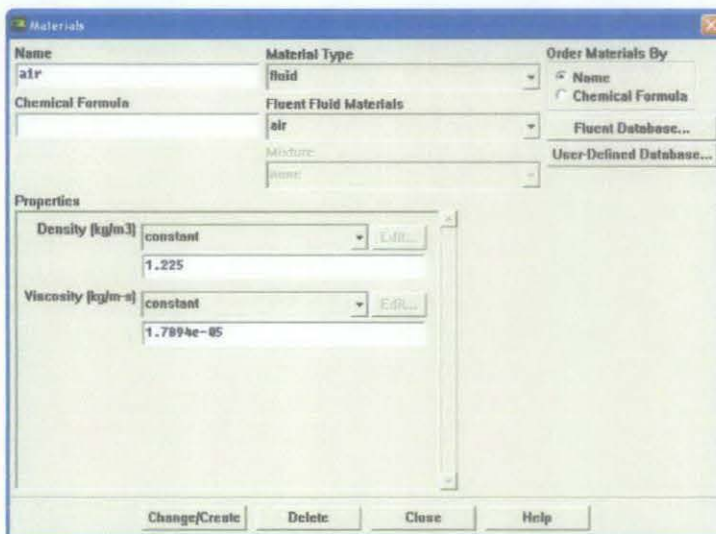 Materials
Name
air
Chemical Formula
Material Type
fluid
Fluent Fluid Materials
air
Mixture
none
Order Materials By
Name
Chemical Formula
Fluent Database...
User-Defined Database...
Properties
Density (kg/m3)
constant
Edit...
1.225
Viscosity (kg/m-s)
constant
Edit...
1.7894e-05
Change/Create
Delete
Close
Help